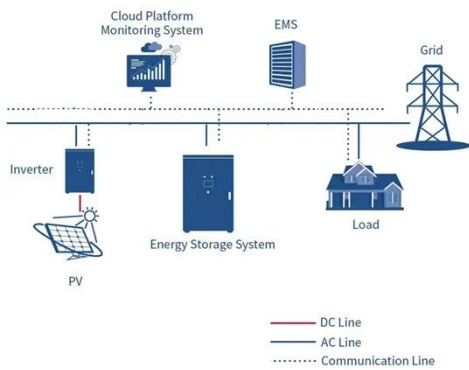 Cloud Platform
Monitoring System
EMS
Grid
Inverter
Energy Storage System
Load
PV
DC Line
AC Line
Communication Line